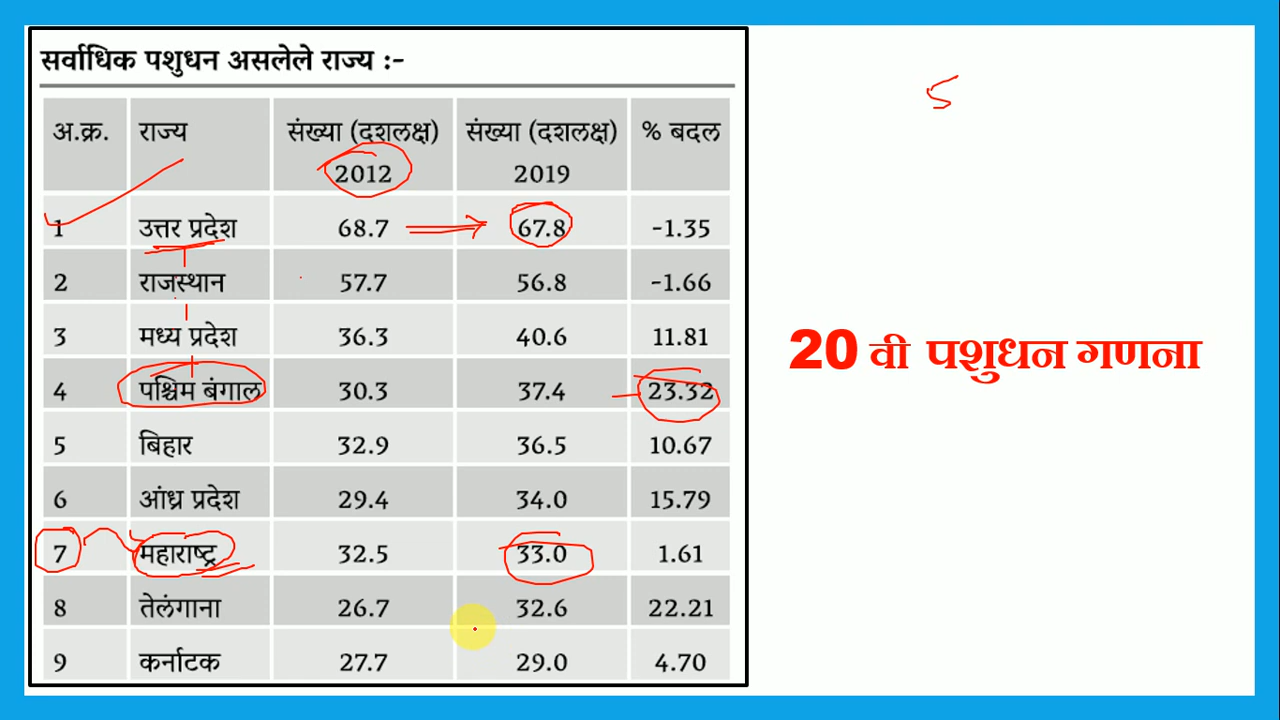 सर्वाधिक पशुधन असलेले राज्य :-
अ.क्र. राज्य संख्या (दशलक्ष) संख्या (दशलक्ष) % बदल
2012 2019
1 उत्तर प्रदेश 68.7 67.8 -1.35
2 राजस्थान 57.7 56.8 -1.66
3 मध्य प्रदेश 36.3 40.6 11.81
4 पश्चिम बंगाल 30.3 37.4 23.32
5 बिहार 32.9 36.5 10.67
6 आंध्र प्रदेश 29.4 34.0 15.79
7 महाराष्ट्र 32.5 33.0 1.61
8 तेलंगाना 26.7 32.6 22.21
9 कर्नाटक 27.7 29.0 4.70
20 वी पशुधन गणना